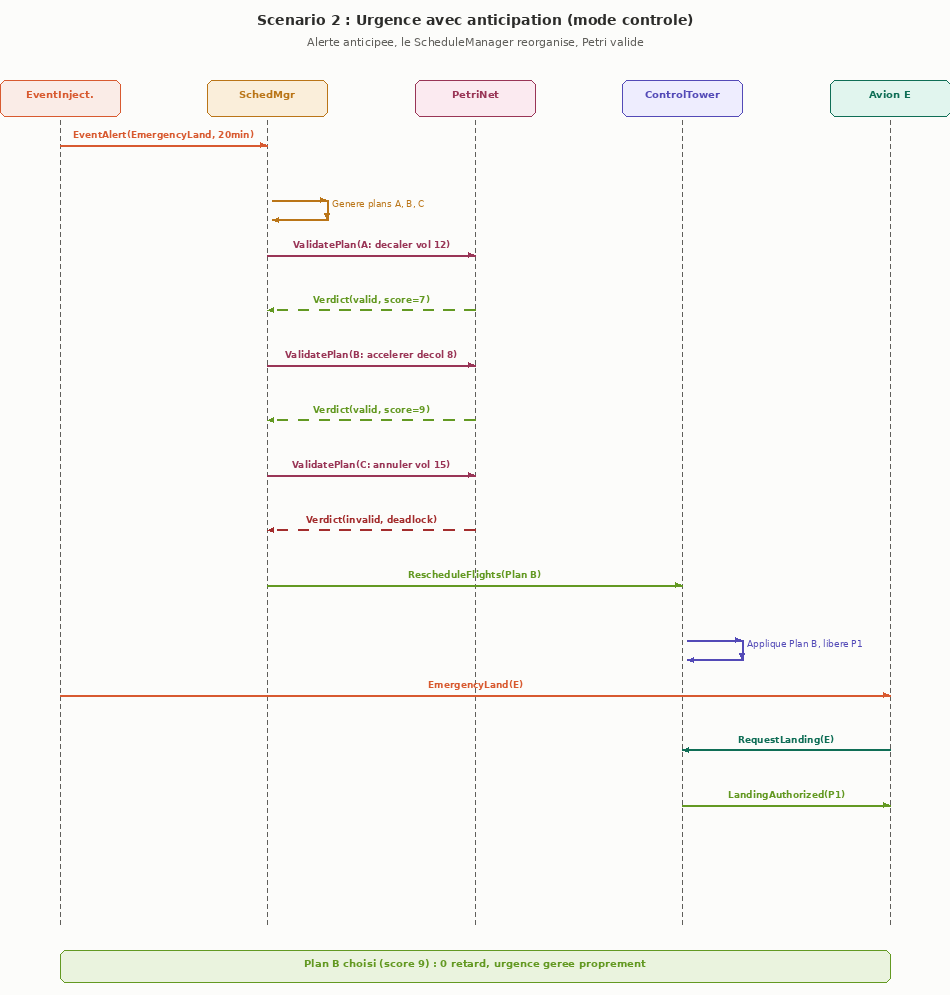 Scenario 2 : Urgence avec anticipation (mode controle)
Alerte anticipee, le ScheduleManager reorganise, Petri valide
EventInject.
SchedMgr
PetriNet
ControlTower
Avion E
EventAlert(EmergencyLand, 20min)
Genere plans A, B, C
ValidatePlan(A: decaler vol 12)
Verdict(valid, score=7)
ValidatePlan(B: accelerer decol 8)
Verdict(valid, score=9)
ValidatePlan(C: annuler vol 15)
Verdict(invalid, deadlock)
RescheduleFlights(Plan B)
Applique Plan B, libere P1
EmergencyLand(E)
RequestLanding(E)
LandingAuthorized(P1)
Plan B choisi (score 9) : 0 retard, urgence geree proprement